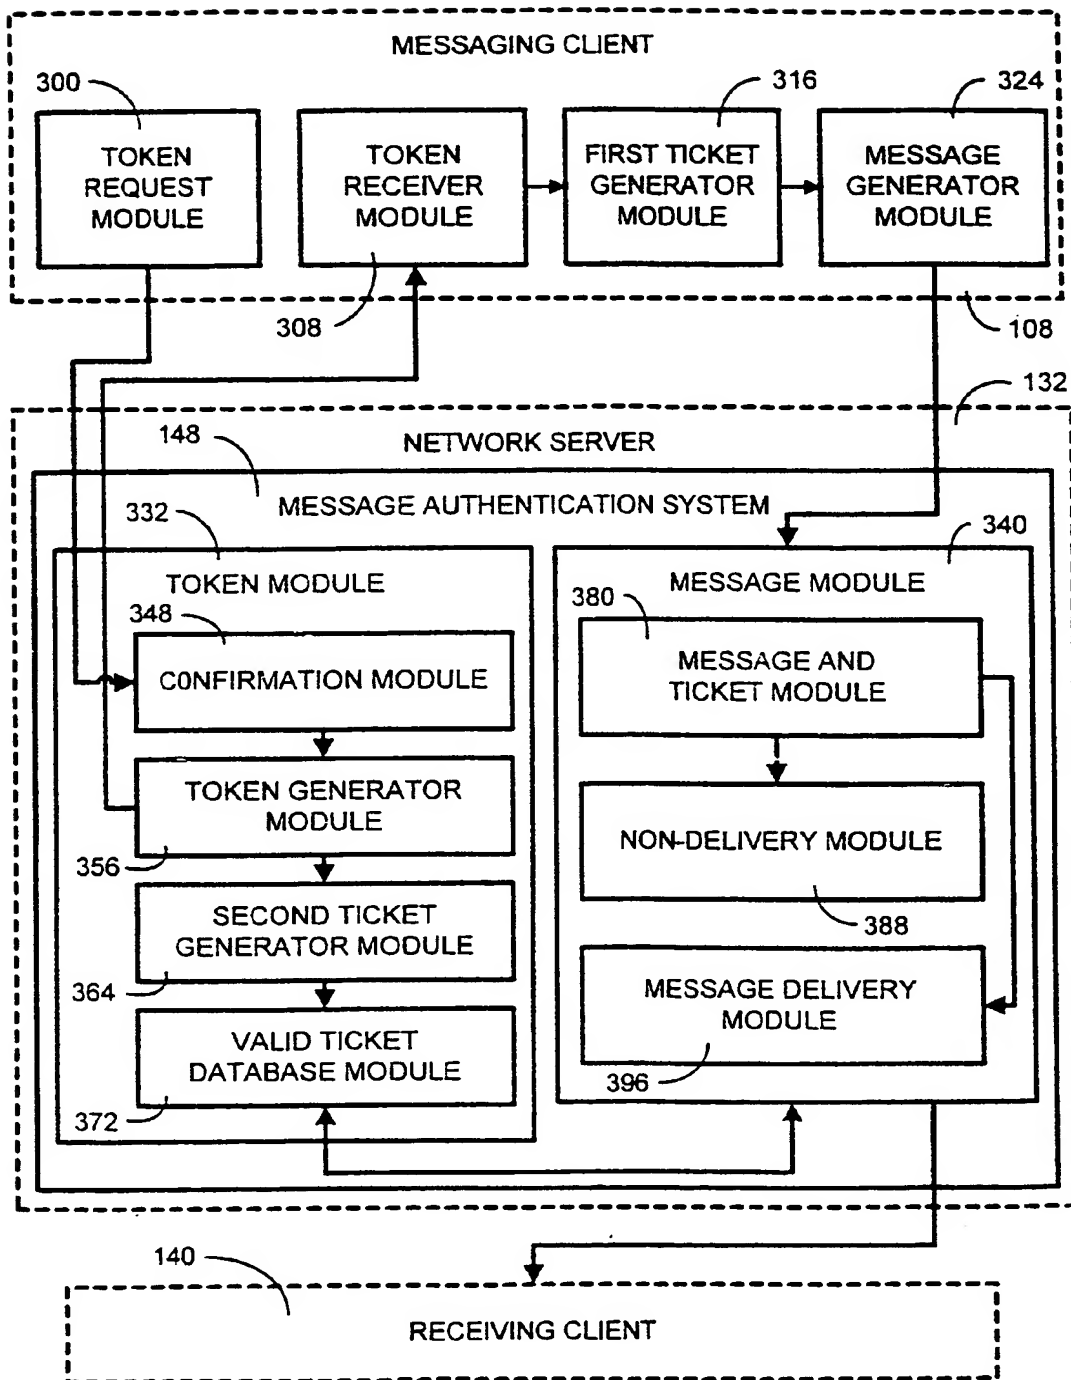 MESSAGING CLIENT
300
316
324
TOKEN
REQUEST
MODULE
TOKEN
RECEIVER
MODULE
FIRST TICKET
GENERATOR
MODULE
MESSAGE
GENERATOR
MODULE
308
108
132
148
NETWORK SERVER
MESSAGE AUTHENTICATION SYSTEM
332
340
TOKEN MODULE
MESSAGE MODULE
348
380
C0NFIRMATION MODULE
MESSAGE AND
TICKET MODULE
TOKEN GENERATOR
MODULE
356
NON-DELIVERY MODULE
388
SECOND TICKET
GENERATOR MODULE
364
MESSAGE DELIVERY
MODULE
396
VALID TICKET
DATABASE MODULE
372
140
RECEIVING CLIENT